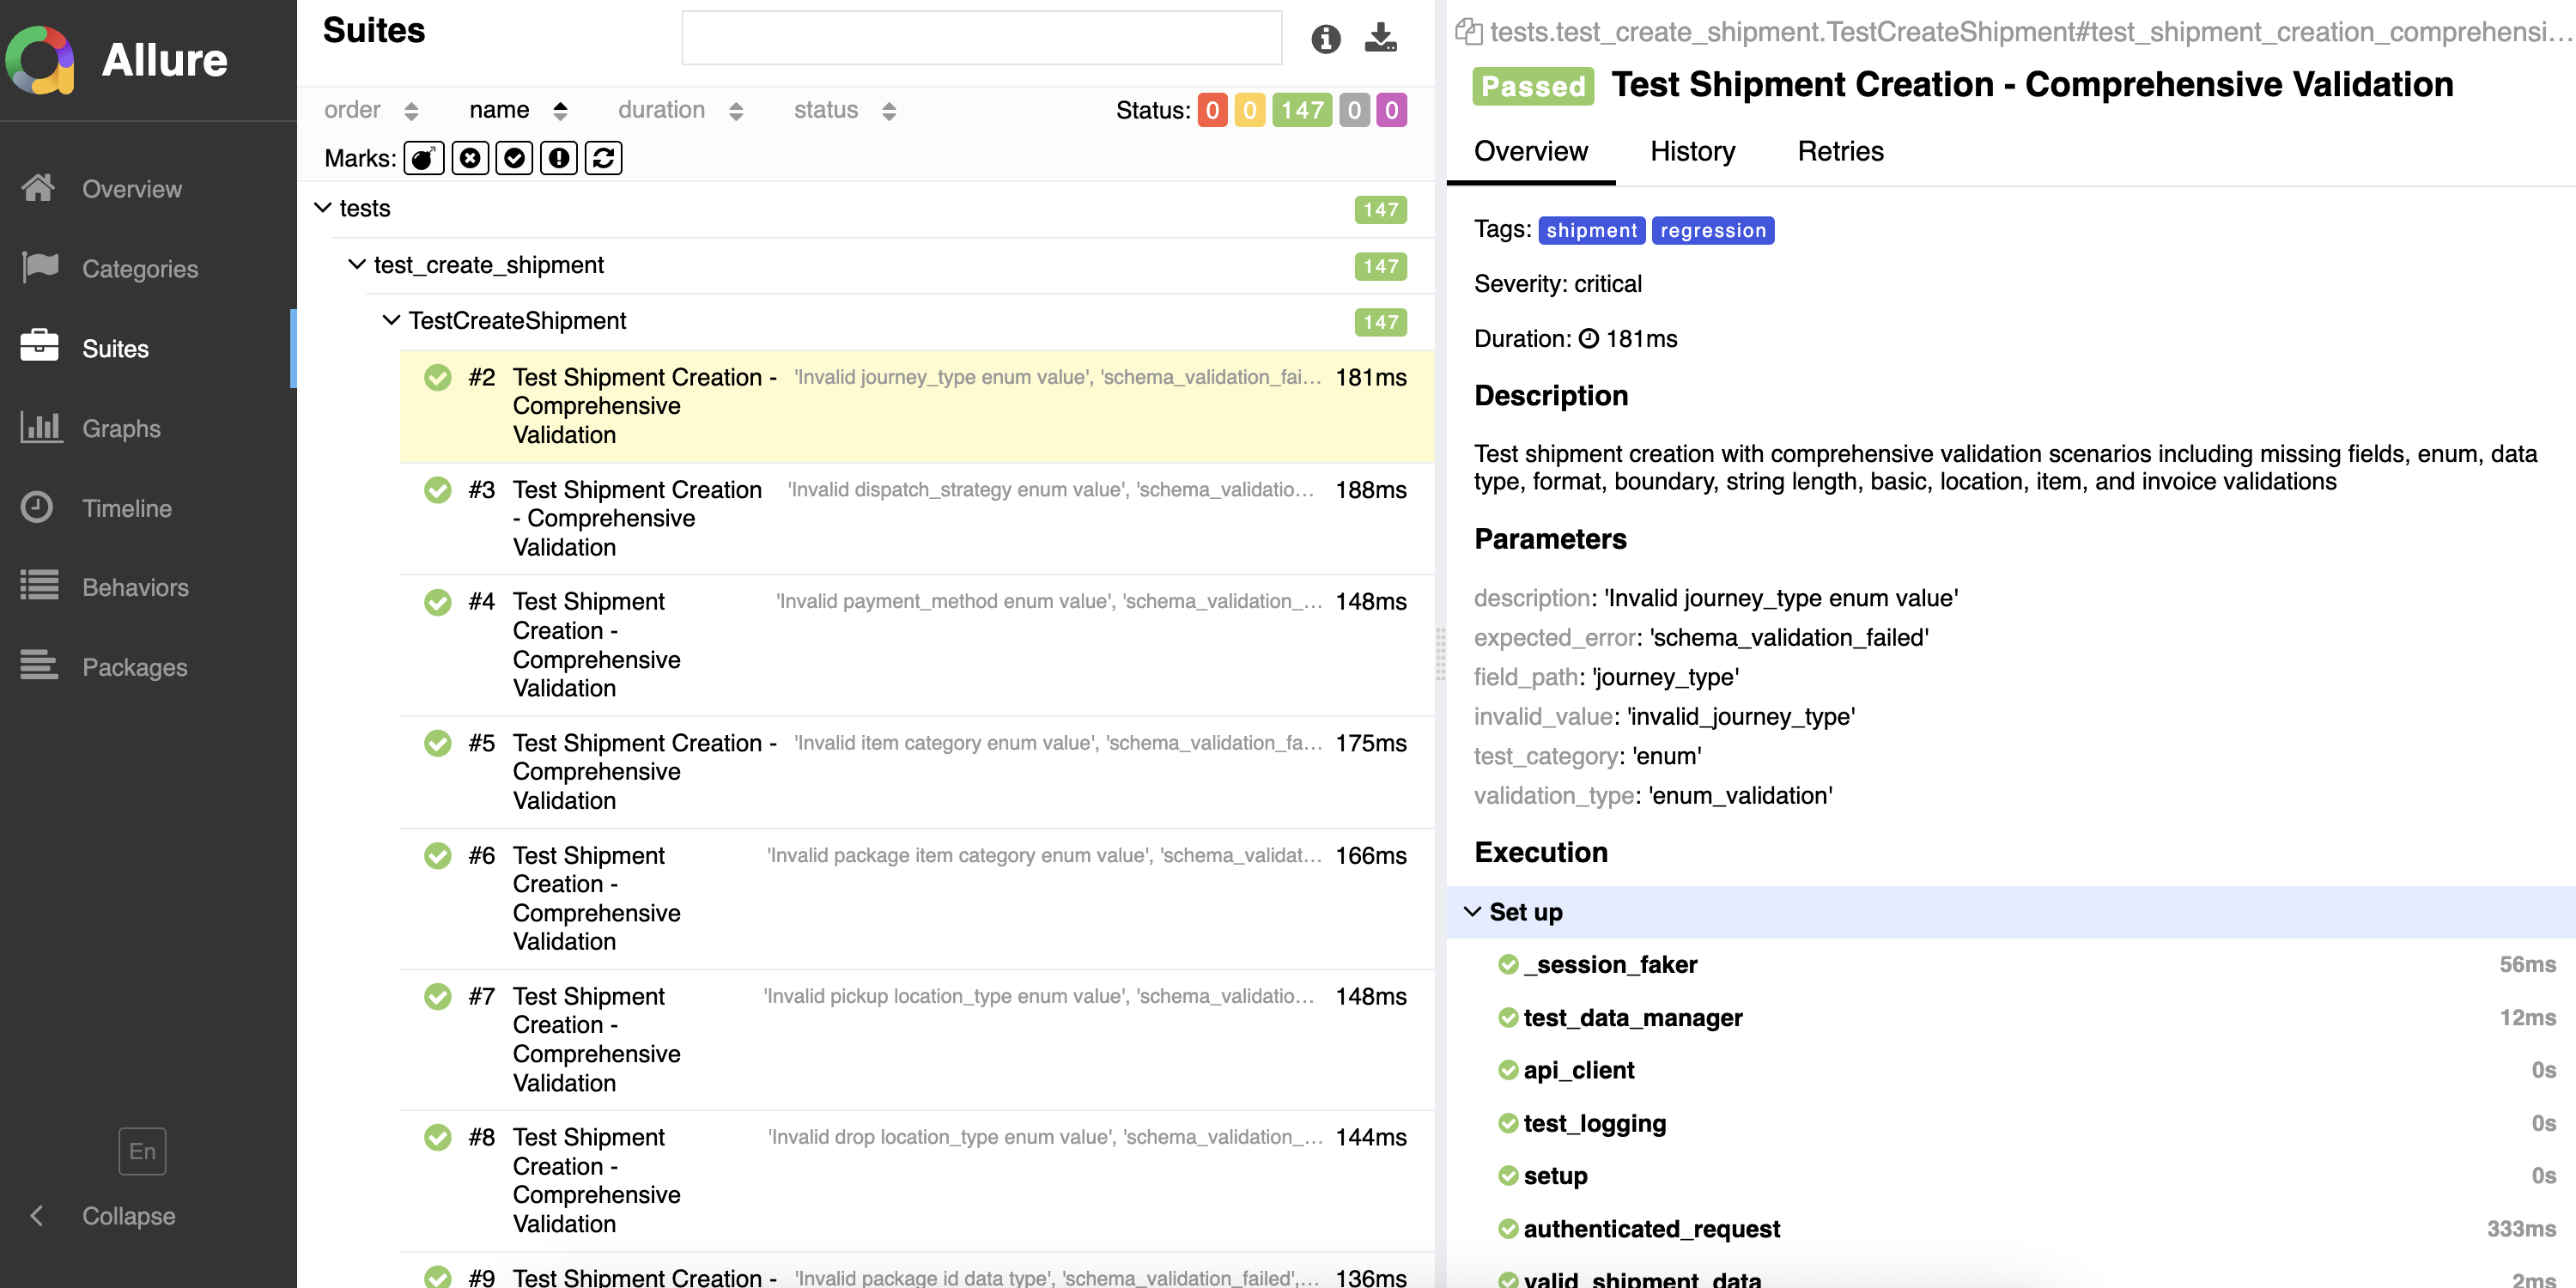 Allure
Overview
Categories
Suites
Graphs
Timeline
Behaviors
Packages
En
Collapse
Suites
order name duration status Status: 0 0 147 0 0
Marks:
tests 147
test_create_shipment 147
TestCreateShipment 147
#2 Test Shipment Creation - 'Invalid journey_type enum value', 'schema_validation_fai... 181ms
Comprehensive
Validation
#3 Test Shipment Creation 'Invalid dispatch_strategy enum value', 'schema_validatio... 188ms
- Comprehensive
Validation
#4 Test Shipment 'Invalid payment_method enum value', 'schema_validation_... 148ms
Creation -
Comprehensive
Validation
#5 Test Shipment Creation - 'Invalid item category enum value', 'schema_validation_fa... 175ms
Comprehensive
Validation
#6 Test Shipment 'Invalid package item category enum value', 'schema_validat... 166ms
Creation -
Comprehensive
Validation
#7 Test Shipment 'Invalid pickup location_type enum value', 'schema_validatio... 148ms
Creation -
Comprehensive
Validation
#8 Test Shipment 'Invalid drop location_type enum value', 'schema_validation_... 144ms
Creation -
Comprehensive
Validation
#9 Test Shipment Creation - 'Invalid package id data type', 'schema_validation_failed',... 136ms
tests.test_create_shipment.TestCreateShipment#test_shipment_creation_comprehensi...
Passed Test Shipment Creation - Comprehensive Validation
Overview History Retries
Tags: shipment regression
Severity: critical
Duration: 181ms
Description
Test shipment creation with comprehensive validation scenarios including missing fields, enum, data
type, format, boundary, string length, basic, location, item, and invoice validations
Parameters
description: 'Invalid journey_type enum value'
expected_error: 'schema_validation_failed'
field_path: 'journey_type'
invalid_value: 'invalid_journey_type'
test_category: 'enum'
validation_type: 'enum_validation'
Execution
Set up
_session_faker 56ms
test_data_manager 12ms
api_client 0s
test_logging 0s
setup 0s
authenticated_request 333ms
valid_shipment_data 2ms